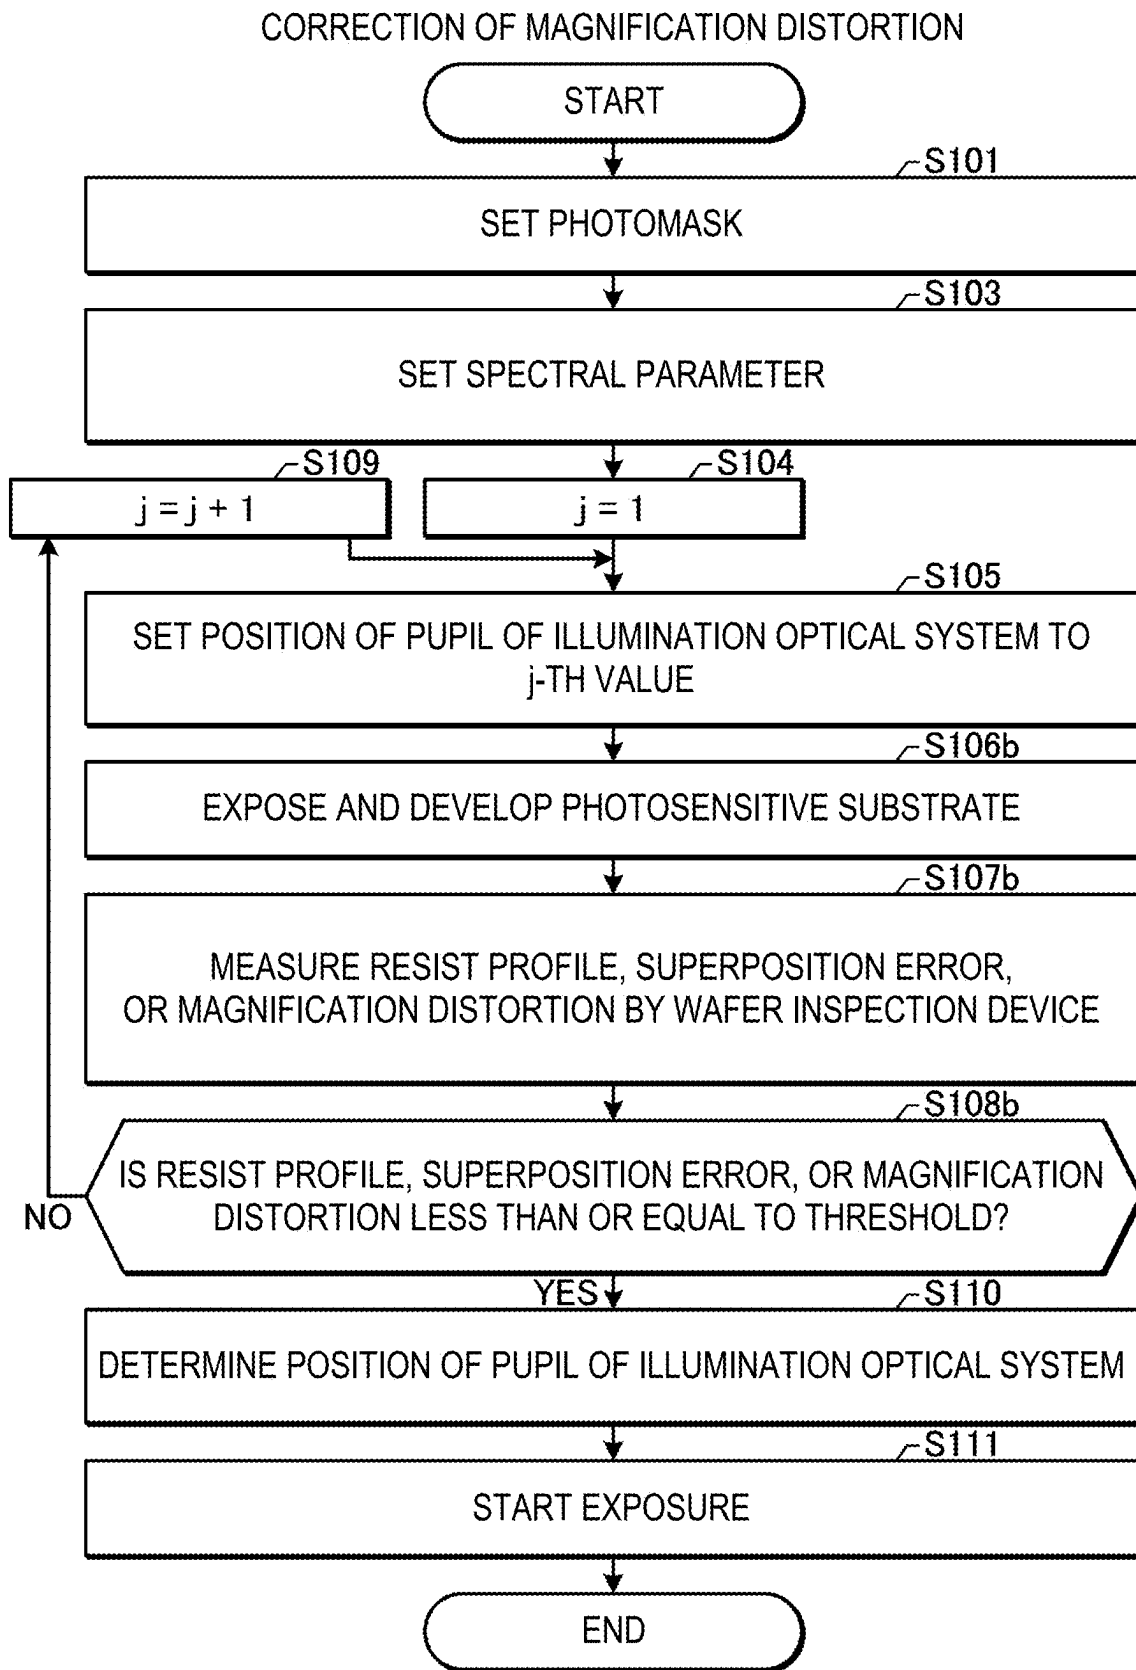 CORRECTION OF MAGNIFICATION DISTORTION
START
S101
SET PHOTOMASK
S103
SET SPECTRAL PARAMETER
S109
j = j + 1
S104
j = 1
S105
SET POSITION OF PUPIL OF ILLUMINATION OPTICAL SYSTEM TO
j-TH VALUE
S106b
EXPOSE AND DEVELOP PHOTOSENSITIVE SUBSTRATE
S107b
MEASURE RESIST PROFILE, SUPERPOSITION ERROR,
OR MAGNIFICATION DISTORTION BY WAFER INSPECTION DEVICE
S108b
IS RESIST PROFILE, SUPERPOSITION ERROR, OR MAGNIFICATION
DISTORTION LESS THAN OR EQUAL TO THRESHOLD?
NO
YES
S110
DETERMINE POSITION OF PUPIL OF ILLUMINATION OPTICAL SYSTEM
S111
START EXPOSURE
END